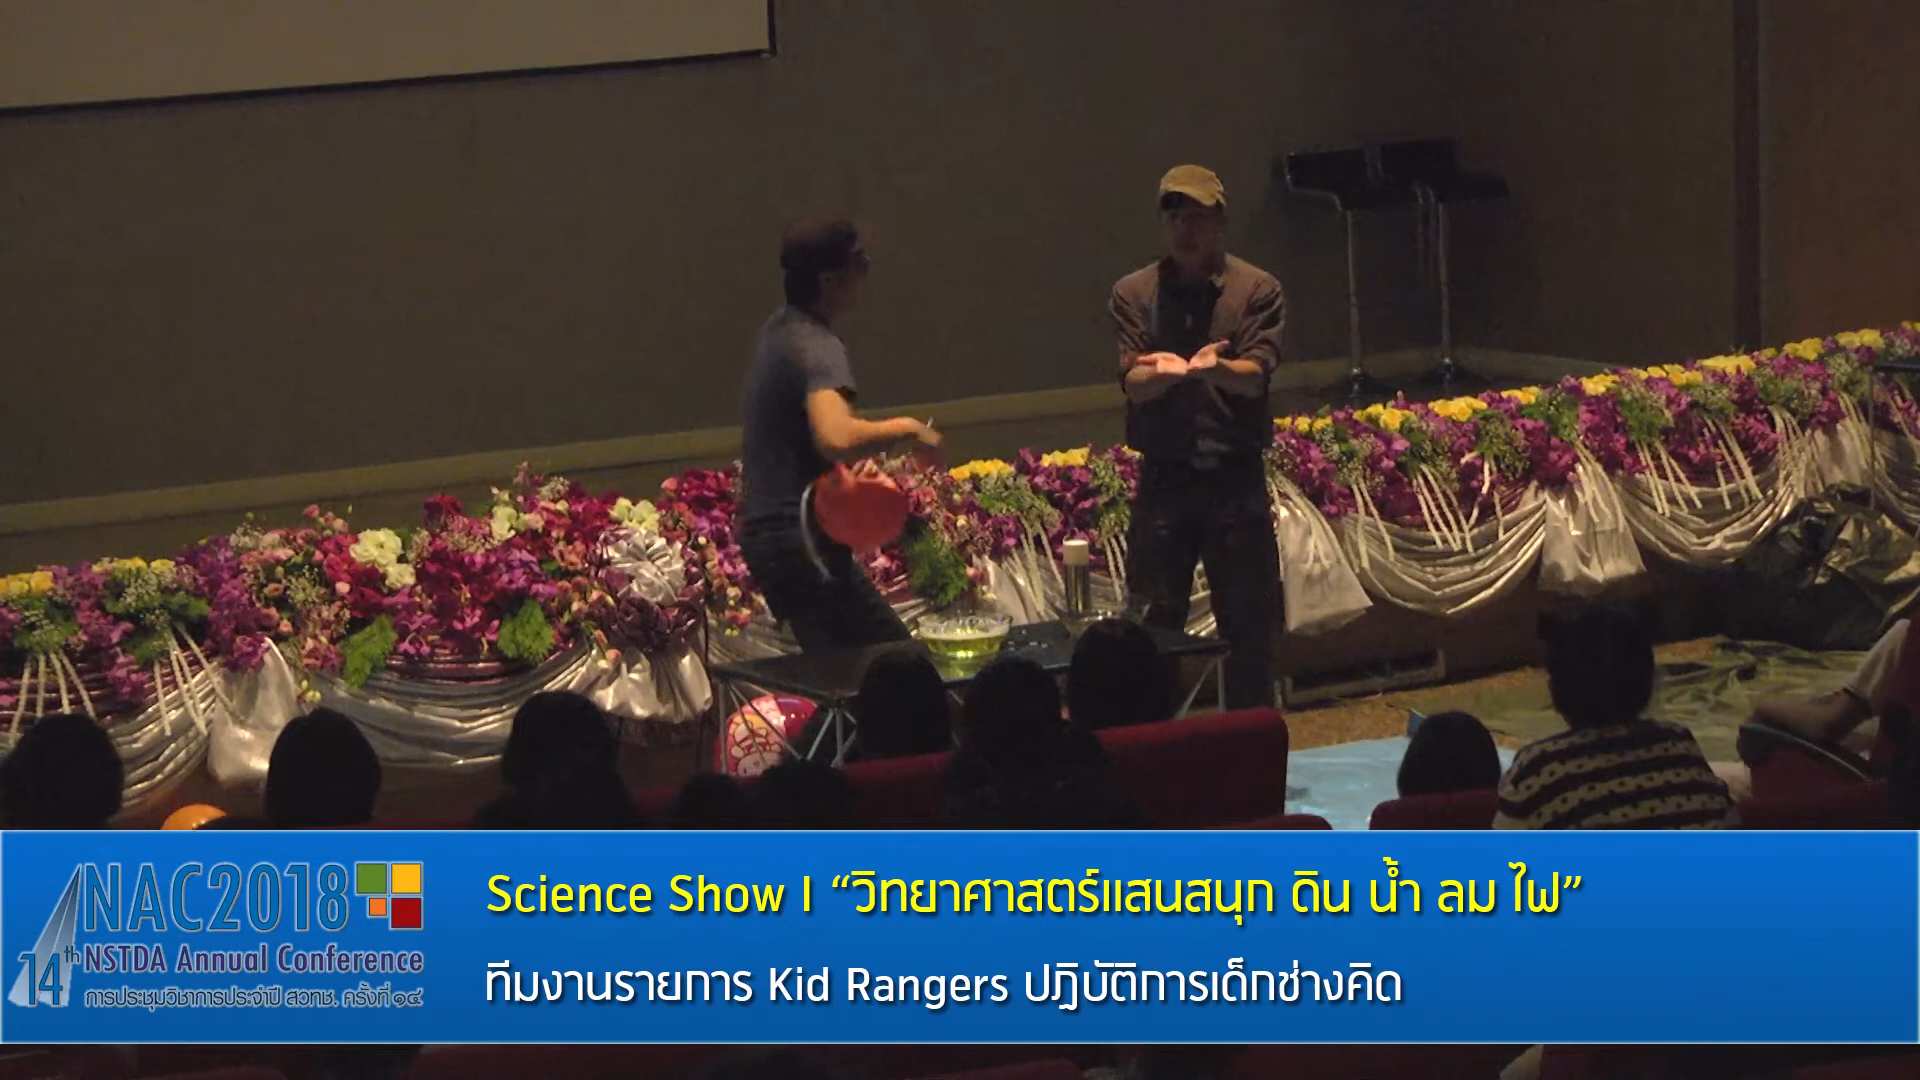 NAC2018
14th NSTDA Annual Conference
การประชุมวิชาการประจำปี สวทช. ครั้งที่ ๑๔
Science Show I “วิทยาศาสตร์แสนสนุก ดิน น้ำ ลม ไฟ”
ทีมงานรายการ Kid Rangers ปฏิบัติการเด็กช่างคิด